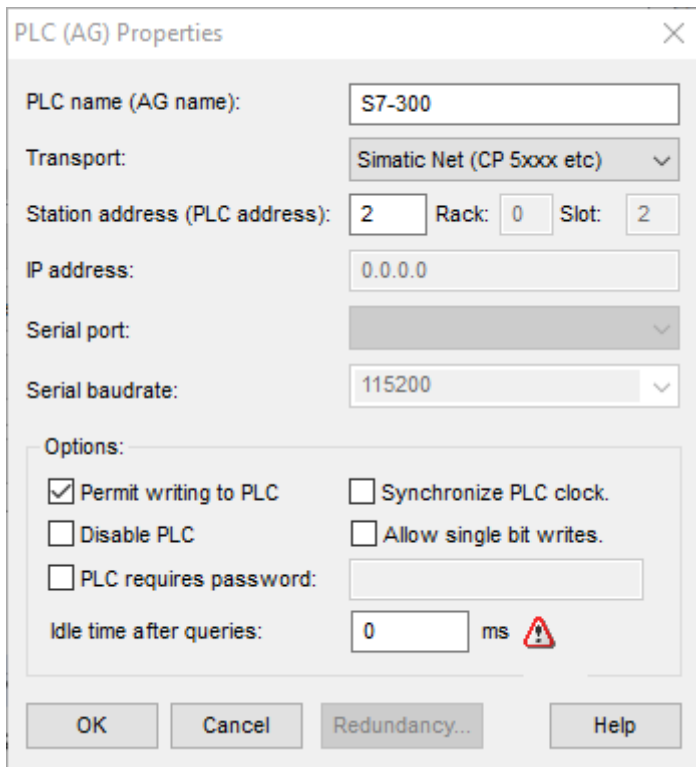 PLC (AG) Properties
PLC name (AG name): S7-300
Transport: Simatic Net (CP 5xxx etc)
Station address (PLC address): 2 Rack: 0 Slot: 2
IP address: 0.0.0.0
Serial port:
Serial baudrate: 115200
Options:
Permit writing to PLC Synchronize PLC clock.
Disable PLC Allow single bit writes.
PLC requires password:
Idle time after queries: 0 ms
OK Cancel Redundancy... Help